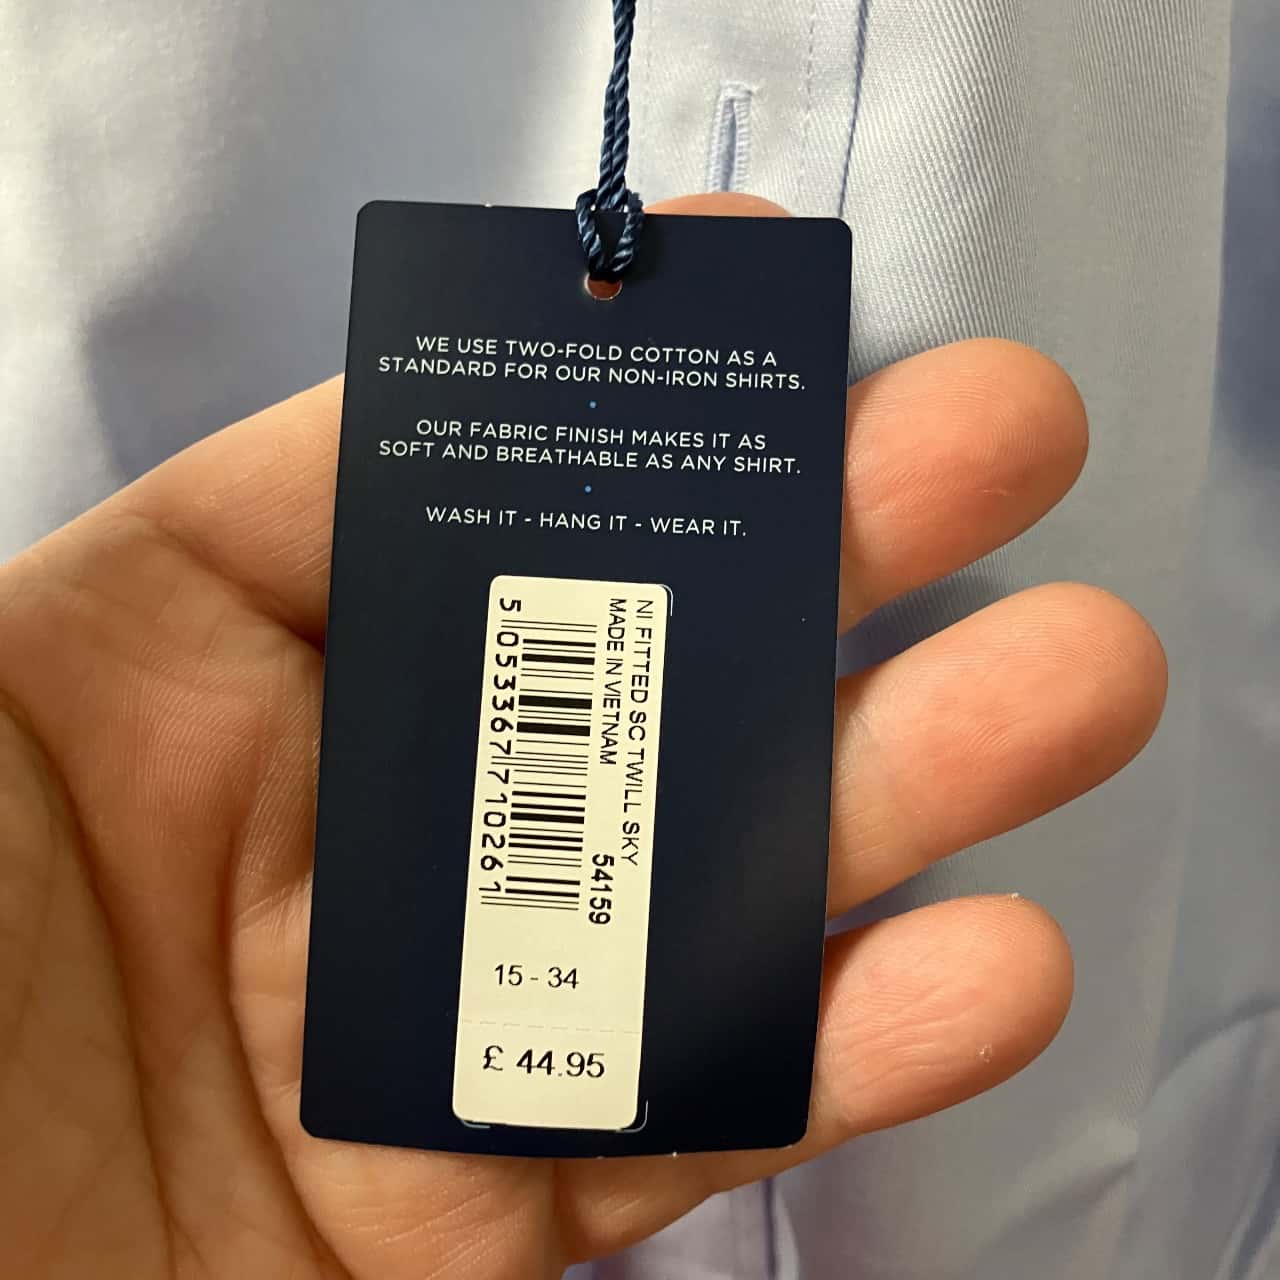 WE USE TWO-FOLD COTTON AS A
STANDARD FOR OUR NON-IRON SHIRTS.
OUR FABRIC FINISH MAKES IT AS
SOFT AND BREATHABLE AS ANY SHIRT.
WASH IT - HANG IT - WEAR IT.
NI FITTED SC TWILL SKY
MADE IN VIETNAM
54159
5 053367 710261
15 - 34
£ 44.95